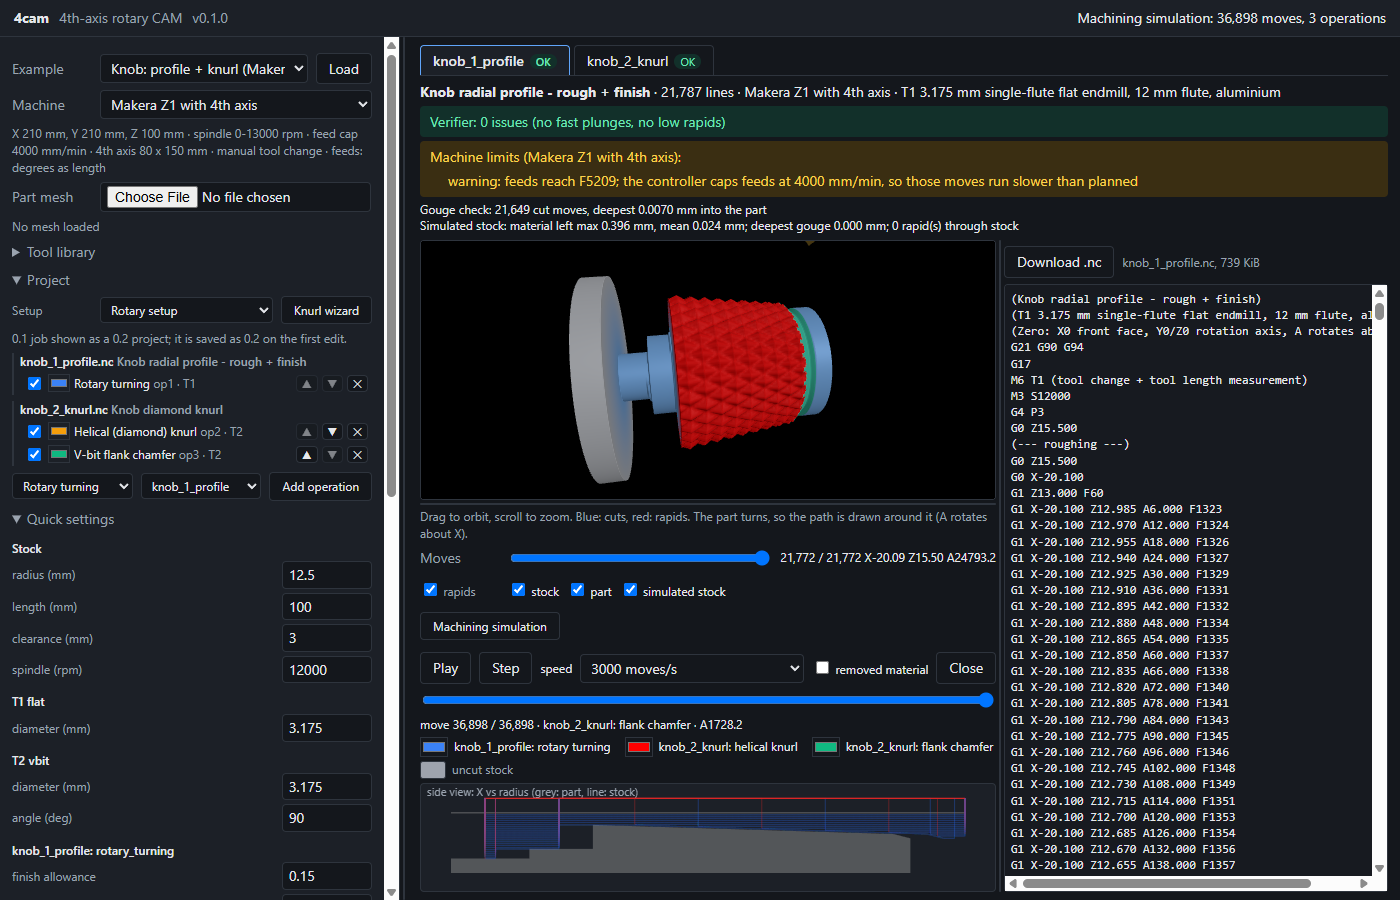 4cam 4th-axis rotary CAM v0.1.0
Machining simulation: 36,898 moves, 3 operations
Example Knob: profile + knurl (Maker Load
Machine Makera Z1 with 4th axis
X 210 mm, Y 210 mm, Z 100 mm · spindle 0-13000 rpm · feed cap
4000 mm/min · 4th axis 80 x 150 mm · manual tool change · feeds:
degrees as length
Part mesh Choose File No file chosen
No mesh loaded
Tool library
Project
Setup Rotary setup Knurl wizard
0.1 job shown as a 0.2 project; it is saved as 0.2 on the first edit.
knob_1_profile.nc Knob radial profile - rough + finish
Rotary turning op1 · T1
knob_2_knurl.nc Knob diamond knurl
Helical (diamond) knurl op2 · T2
V-bit flank chamfer op3 · T2
Rotary turning knob_1_profile Add operation
Quick settings
Stock
radius (mm) 12.5
length (mm) 100
clearance (mm) 3
spindle (rpm) 12000
T1 flat
diameter (mm) 3.175
T2 vbit
diameter (mm) 3.175
angle (deg) 90
knob_1_profile: rotary_turning
finish allowance 0.15
knob_1_profile OK knob_2_knurl OK
Knob radial profile - rough + finish · 21,787 lines · Makera Z1 with 4th axis · T1 3.175 mm single-flute flat endmill, 12 mm flute, aluminium
Verifier: 0 issues (no fast plunges, no low rapids)
Machine limits (Makera Z1 with 4th axis):
warning: feeds reach F5209; the controller caps feeds at 4000 mm/min, so those moves run slower than planned
Gouge check: 21,649 cut moves, deepest 0.0070 mm into the part
Simulated stock: material left max 0.396 mm, mean 0.024 mm; deepest gouge 0.000 mm; 0 rapid(s) through stock
Drag to orbit, scroll to zoom. Blue: cuts, red: rapids. The part turns, so the path is drawn around it (A rotates
about X).
Moves 21,772 / 21,772 X-20.09 Z15.50 A24793.2
rapids stock part simulated stock
Machining simulation
Play Step speed 3000 moves/s removed material Close
move 36,898 / 36,898 · knob_2_knurl: flank chamfer · A1728.2
knob_1_profile: rotary turning knob_2_knurl: helical knurl knob_2_knurl: flank chamfer
uncut stock
side view: X vs radius (grey: part, line: stock)
Download .nc knob_1_profile.nc, 739 KiB
(Knob radial profile - rough + finish)
(T1 3.175 mm single-flute flat endmill, 12 mm flute, al
(Zero: X0 front face, Y0/Z0 rotation axis, A rotates ab
G21 G90 G94
G17
M6 T1 (tool change + tool length measurement)
M3 S12000
G4 P3
G0 Z15.500
(--- roughing ---)
G0 Z15.500
G0 X-20.100
G1 Z13.000 F60
G1 X-20.100 Z12.985 A6.000 F1323
G1 X-20.100 Z12.970 A12.000 F1324
G1 X-20.100 Z12.955 A18.000 F1326
G1 X-20.100 Z12.940 A24.000 F1327
G1 X-20.100 Z12.925 A30.000 F1329
G1 X-20.100 Z12.910 A36.000 F1331
G1 X-20.100 Z12.895 A42.000 F1332
G1 X-20.100 Z12.880 A48.000 F1334
G1 X-20.100 Z12.865 A54.000 F1335
G1 X-20.100 Z12.850 A60.000 F1337
G1 X-20.100 Z12.835 A66.000 F1338
G1 X-20.100 Z12.820 A72.000 F1340
G1 X-20.100 Z12.805 A78.000 F1341
G1 X-20.100 Z12.790 A84.000 F1343
G1 X-20.100 Z12.775 A90.000 F1345
G1 X-20.100 Z12.760 A96.000 F1346
G1 X-20.100 Z12.745 A102.000 F1348
G1 X-20.100 Z12.730 A108.000 F1349
G1 X-20.100 Z12.715 A114.000 F1351
G1 X-20.100 Z12.700 A120.000 F1353
G1 X-20.100 Z12.685 A126.000 F1354
G1 X-20.100 Z12.670 A132.000 F1356
G1 X-20.100 Z12.655 A138.000 F1357